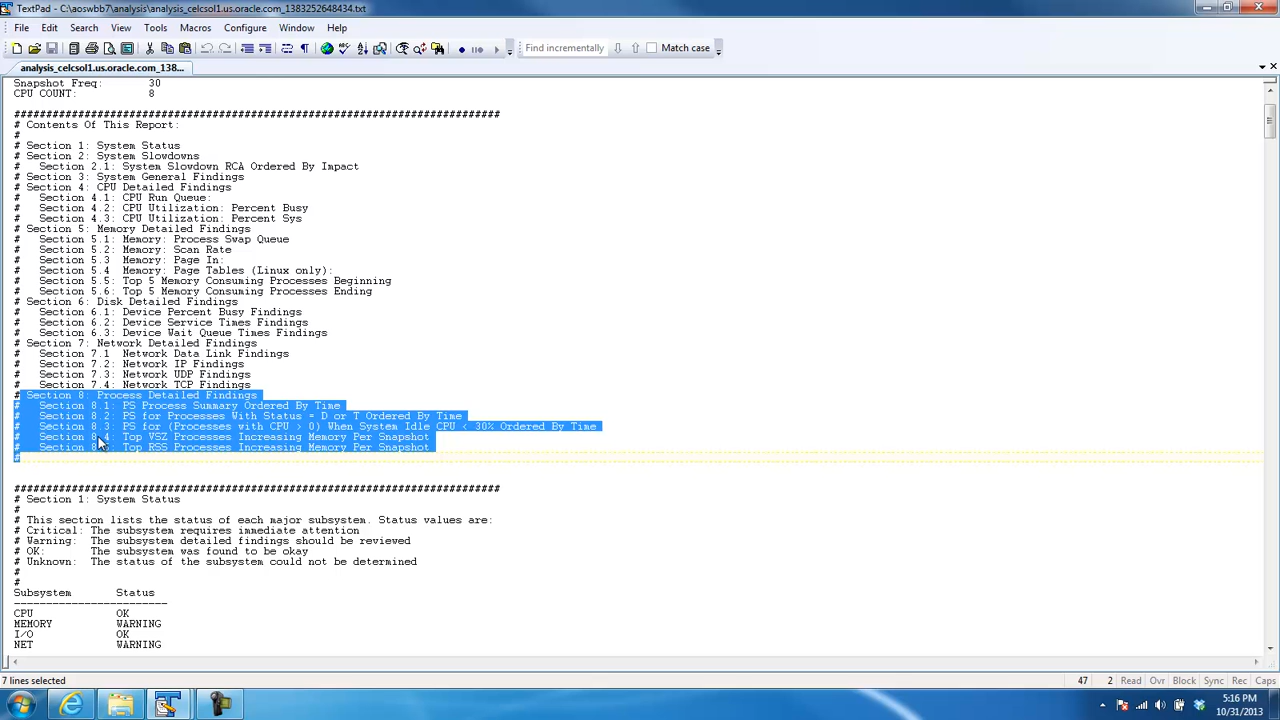 TextPad - C:\aoswbb7\analysis\analysis_celcsol1.us.oracle.com_1383252648434.txt
File Edit Search View Tools Macros Configure Window Help
Find incrementally Match case
analysis_celcsol1.us.oracle.com_138...
Snapshot Freq: 30
CPU COUNT: 8
############################################################################
# Contents Of This Report:
#
# Section 1: System Status
# Section 2: System Slowdowns
# Section 2.1: System Slowdown RCA Ordered By Impact
# Section 3: System General Findings
# Section 4: CPU Detailed Findings
# Section 4.1: CPU Run Queue:
# Section 4.2: CPU Utilization: Percent Busy
# Section 4.3: CPU Utilization: Percent Sys
# Section 5: Memory Detailed Findings
# Section 5.1: Memory: Process Swap Queue
# Section 5.2: Memory: Scan Rate
# Section 5.3 Memory: Page In:
# Section 5.4 Memory: Page Tables (Linux only):
# Section 5.5: Top 5 Memory Consuming Processes Beginning
# Section 5.6: Top 5 Memory Consuming Processes Ending
# Section 6: Disk Detailed Findings
# Section 6.1: Device Percent Busy Findings
# Section 6.2: Device Service Times Findings
# Section 6.3: Device Wait Queue Times Findings
# Section 7: Network Detailed Findings
# Section 7.1 Network Data Link Findings
# Section 7.2: Network IP Findings
# Section 7.3: Network UDP Findings
# Section 7.4: Network TCP Findings
# Section 8: Process Detailed Findings
# Section 8.1: PS Process Summary Ordered By Time
# Section 8.2: PS for Processes With Status = D or T Ordered By Time
# Section 8.3: PS for (Processes with CPU > 0) When System Idle CPU < 30% Ordered By Time
# Section 8.4: Top VSZ Processes Increasing Memory Per Snapshot
# Section 8.5: Top RSS Processes Increasing Memory Per Snapshot
#
############################################################################
# Section 1: System Status
#
# This section lists the status of each major subsystem. Status values are:
# Critical: The subsystem requires immediate attention
# Warning: The subsystem detailed findings should be reviewed
# OK: The subsystem was found to be okay
# Unknown: The status of the subsystem could not be determined
#
#
Subsystem Status
------------------------
CPU OK
MEMORY WARNING
I/O OK
NET WARNING
7 lines selected 47 2 Read Ovr Block Sync Rec Caps
5:16 PM
10/31/2013